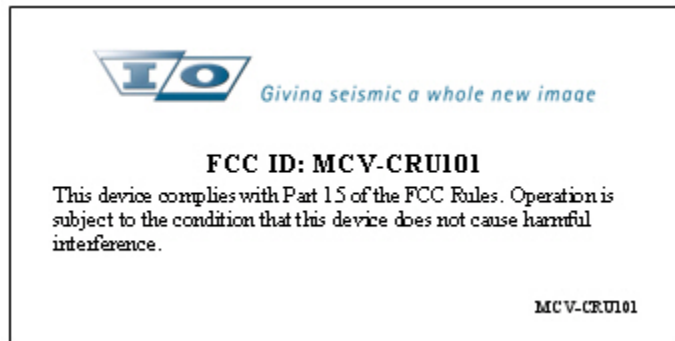 I/O Giving seismic a whole new image
FCC ID: MCV-CRU101
This device complies with Part 15 of the FCC Rules. Operation is
subject to the condition that this device does not cause harmful
interference.
MCV-CRU101